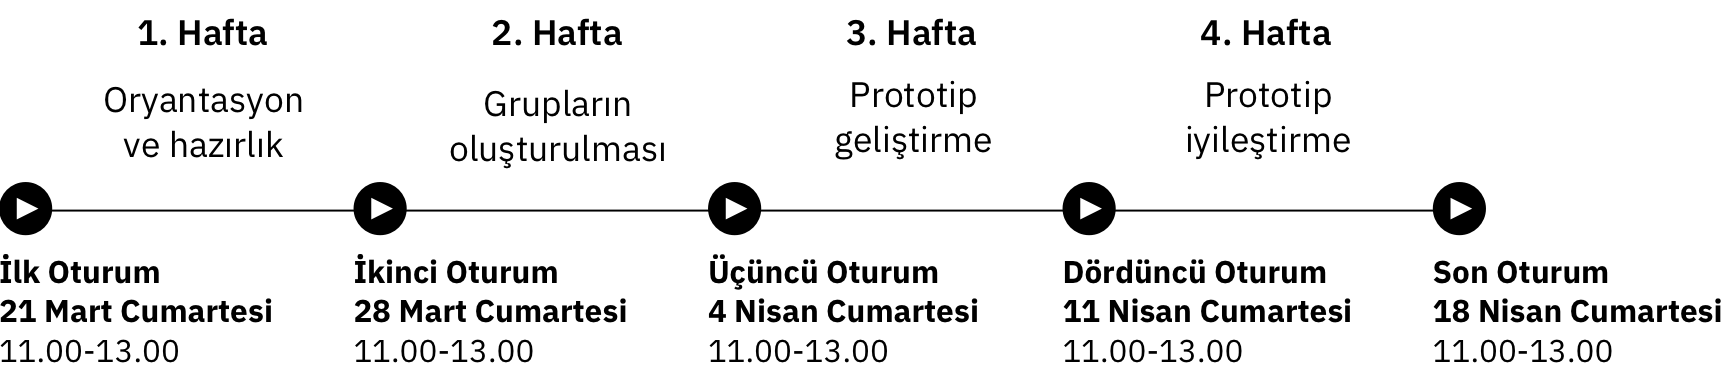 1. Hafta
Oryantasyon
ve hazırlık
2. Hafta
Grupların
oluşturulması
3. Hafta
Prototip
geliştirme
4. Hafta
Prototip
iyileştirme
İlk Oturum
21 Mart Cumartesi
11.00-13.00
İkinci Oturum
28 Mart Cumartesi
11.00-13.00
Üçüncü Oturum
4 Nisan Cumartesi
11.00-13.00
Dördüncü Oturum
11 Nisan Cumartesi
11.00-13.00
Son Oturum
18 Nisan Cumartesi
11.00-13.00